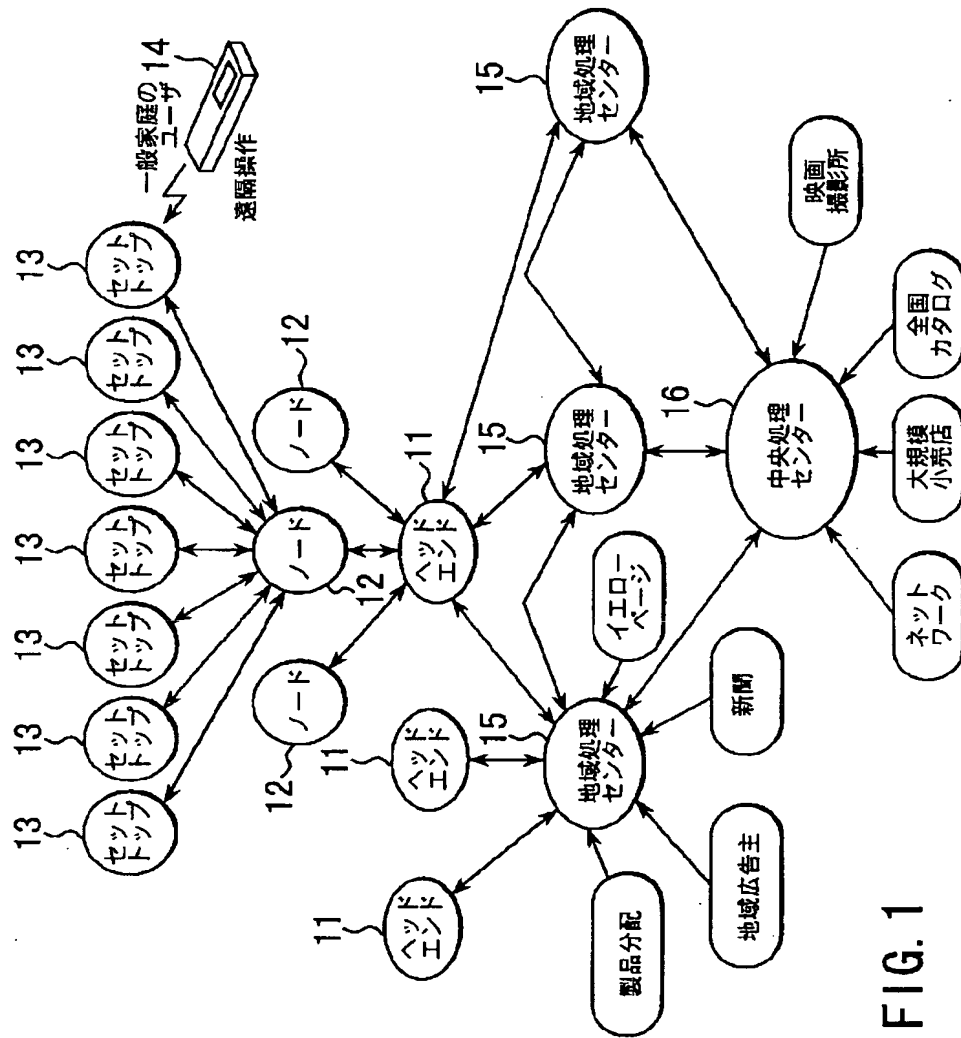 13
セット
トップ
13
セット
トップ
13
セット
トップ
13
セット
トップ
13
セット
トップ
13
セット
トップ
13
セット
トップ
一般家庭の
ユーザ
14
遠隔操作
12
ノード
12
ノード
12
ノード
11
ヘッド
エンド
11
ヘッド
エンド
11
ヘッド
エンド
15
地域処理
センター
15
地域処理
センター
15
地域処理
センター
16
中央処理
センター
イエロー
ページ
製品分配
地域広告主
新聞
ネット
ワーク
大規模
小売店
全国
カタログ
映画
撮影所
FIG. 1